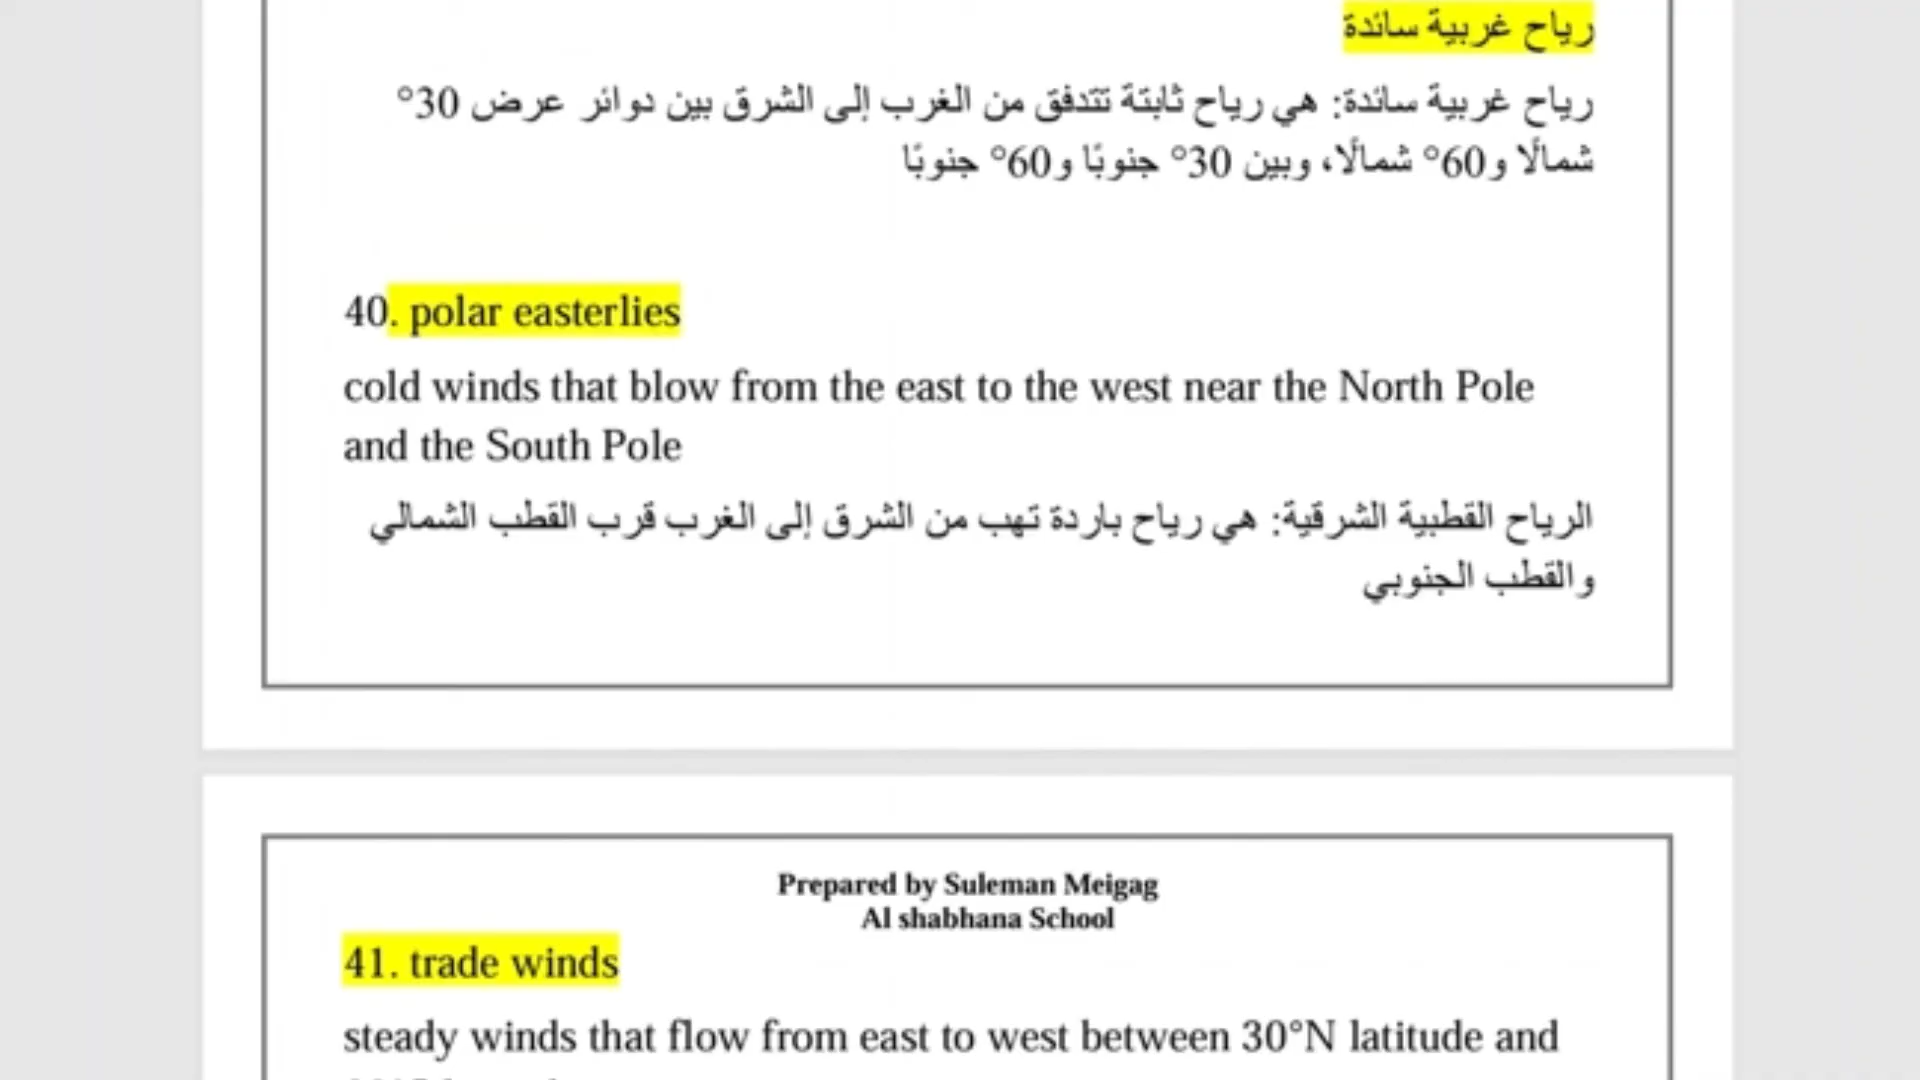 رياح غربية سائدة
رياح غربية سائدة: هي رياح ثابتة تتدفق من الغرب إلى الشرق بين دوائر عرض 30°
شمالًا و60° شمالًا، وبين 30° جنوبًا و60° جنوبًا
40. polar easterlies
cold winds that blow from the east to the west near the North Pole
and the South Pole
الرياح القطبية الشرقية: هي رياح باردة تهب من الشرق إلى الغرب قرب القطب الشمالي
والقطب الجنوبي
Prepared by Suleman Meigag
Al shabhana School
41. trade winds
steady winds that flow from east to west between 30°N latitude and